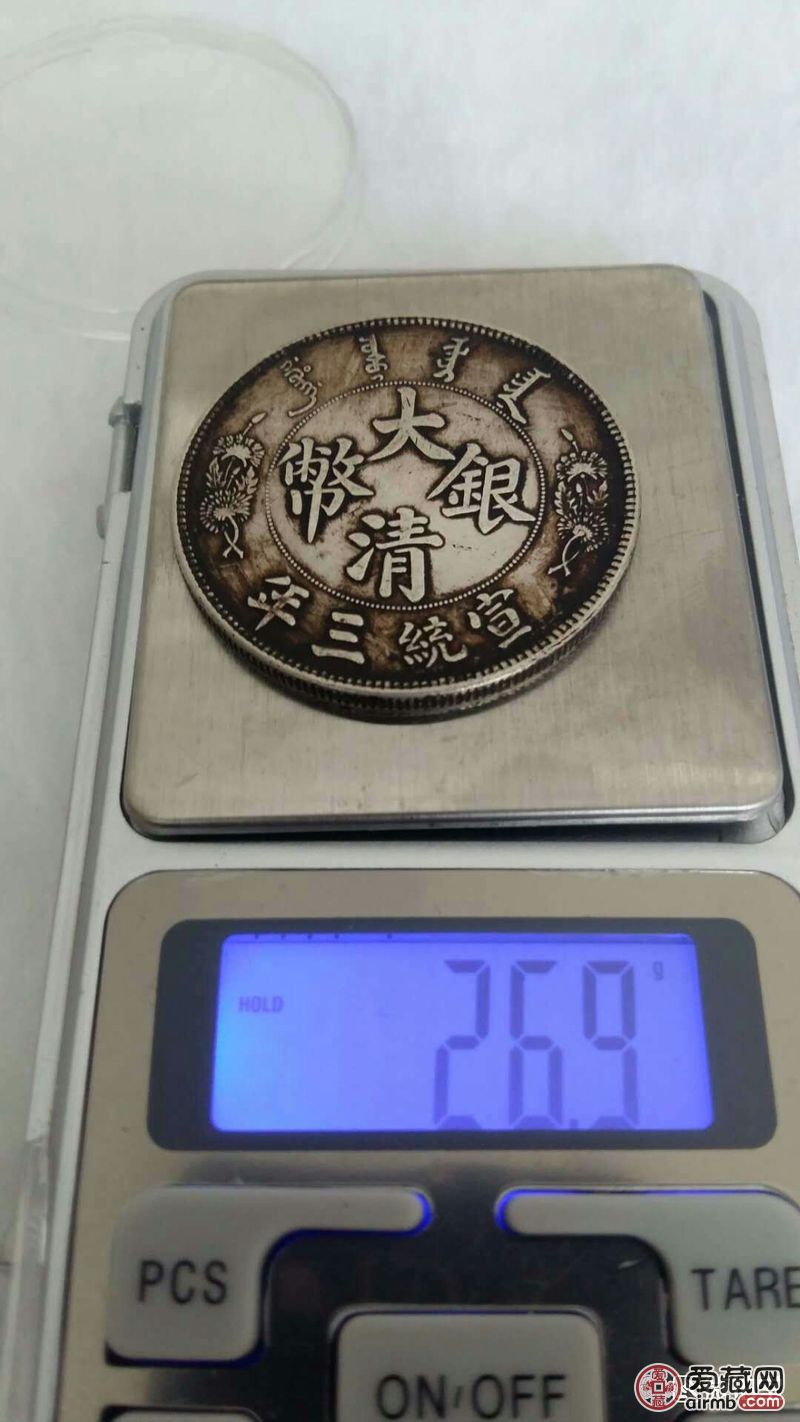 大
幣 銀
清
年三統宣
HOLD
26.9 g
PCS
TARE
ON/OFF
爱藏网
airmb.com